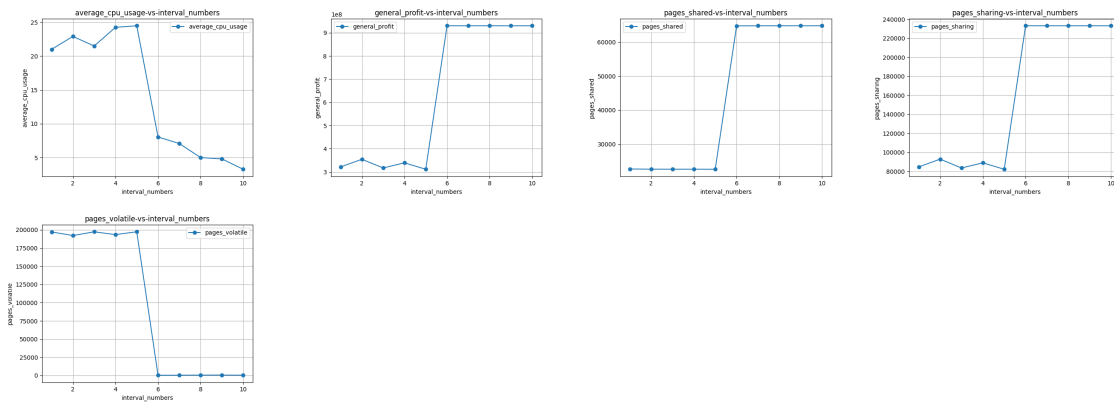 average_cpu_usage-vs-interval_numbers
average_cpu_usage
25
20
15
10
5
average_cpu_usage
2 4 6 8 10
interval_numbers
general_profit-vs-interval_numbers
1e8
general_profit
9
8
7
6
5
4
3
general_profit
2 4 6 8 10
interval_numbers
pages_shared-vs-interval_numbers
pages_shared
60000
50000
40000
30000
pages_shared
2 4 6 8 10
interval_numbers
pages_sharing-vs-interval_numbers
pages_sharing
240000
220000
200000
180000
160000
140000
120000
100000
80000
pages_sharing
2 4 6 8 10
interval_numbers
pages_volatile-vs-interval_numbers
pages_volatile
200000
175000
150000
125000
100000
75000
50000
25000
0
pages_volatile
2 4 6 8 10
interval_numbers